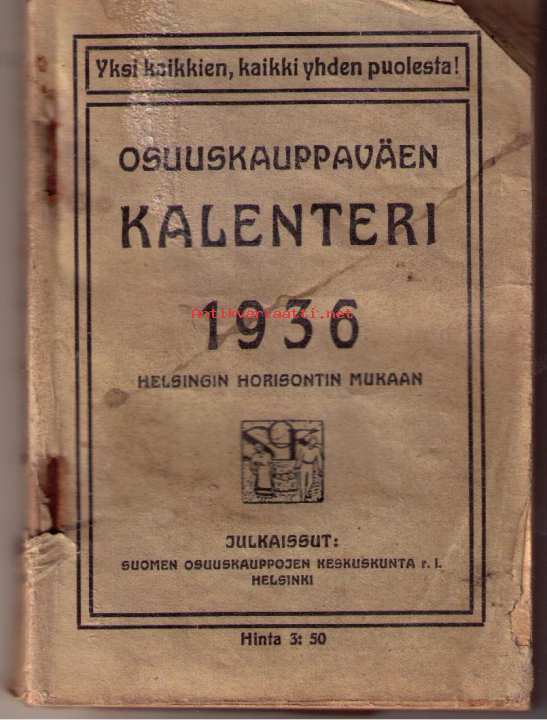 Yksi kaikkien, kaikki yhden puolesta!
OSUUSKAUPPAVÄEN
KALENTERI
1936
Antikvariaatti.net
HELSINGIN HORISONTIN MUKAAN
SOK
JULKAISSUT:
SUOMEN OSUUSKAUPPOJEN KESKUSKUNTA r. l.
HELSINKI
Hinta 3: 50